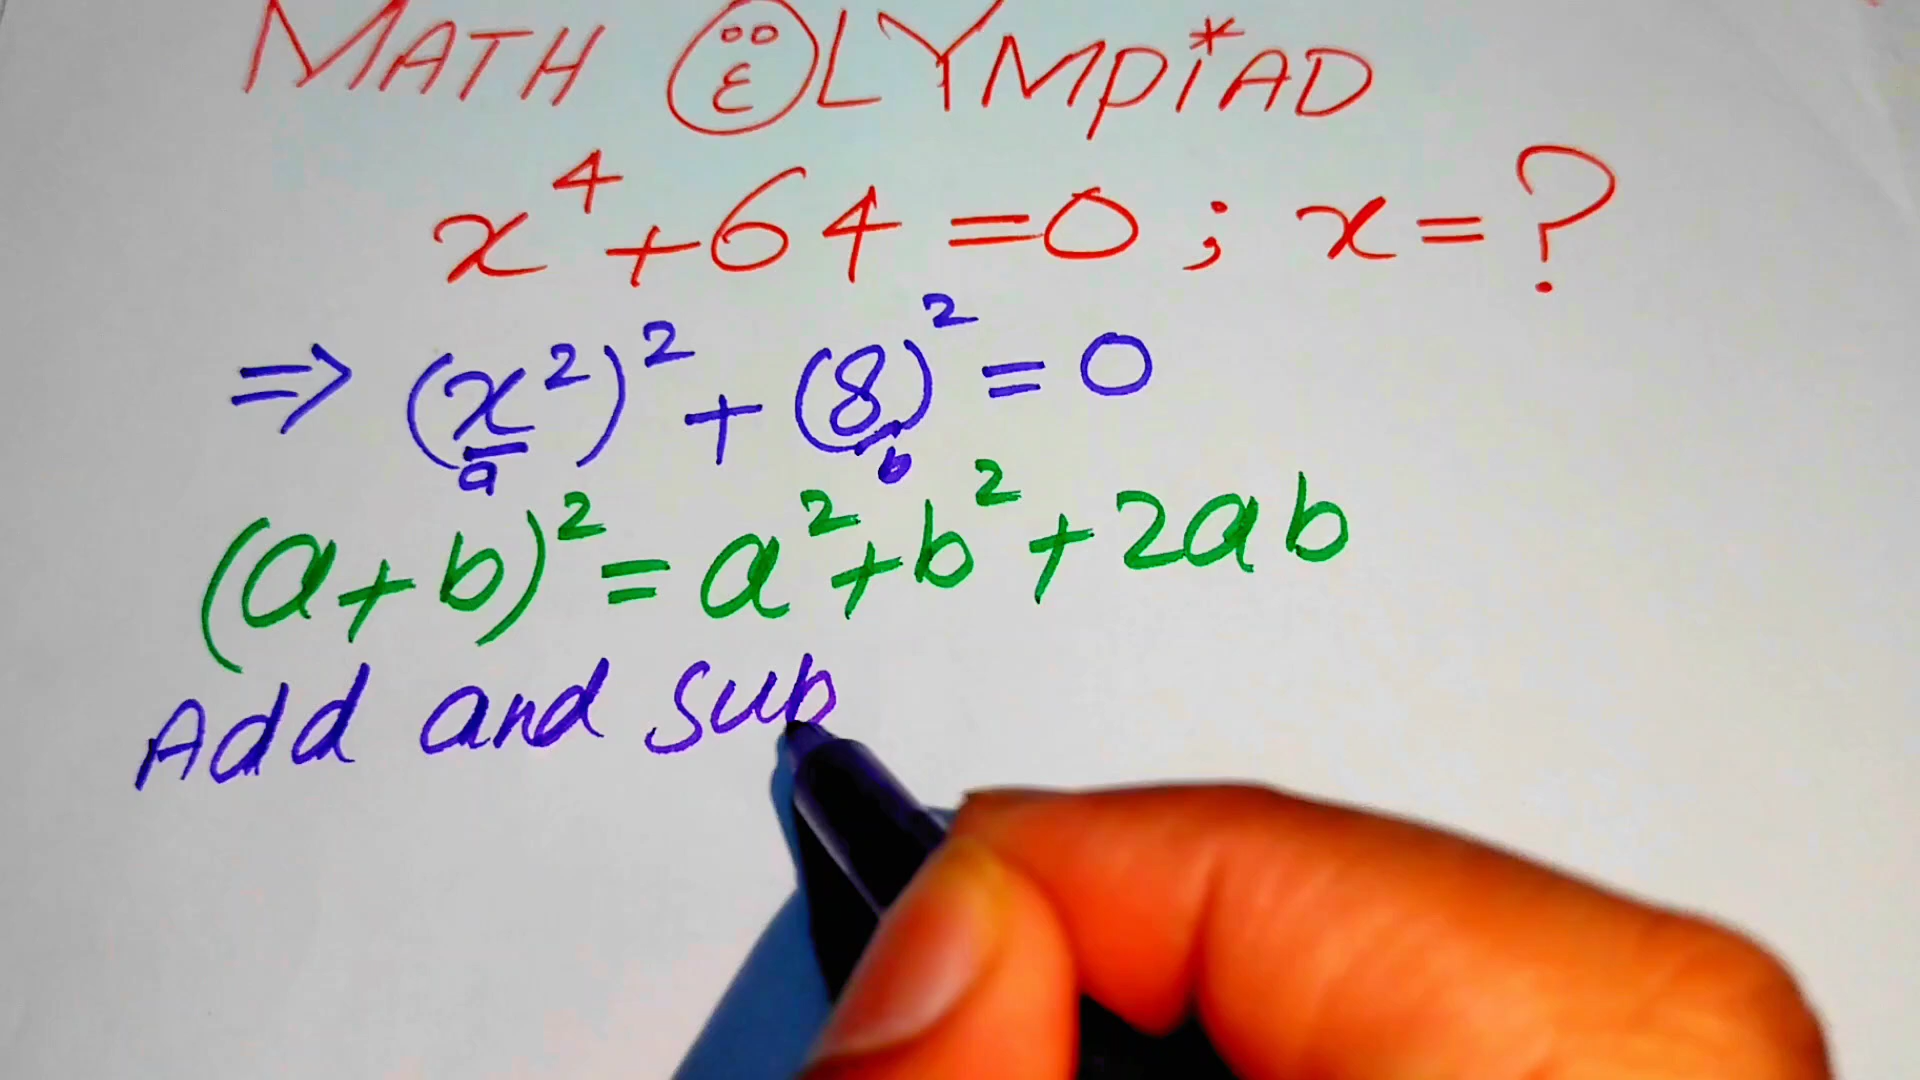 MATH OLYMPIAD
x⁴+64=0; x=?
⇒ (x²)² + (8)² = 0
a b
(a+b)² = a²+b²+2ab
Add and sub